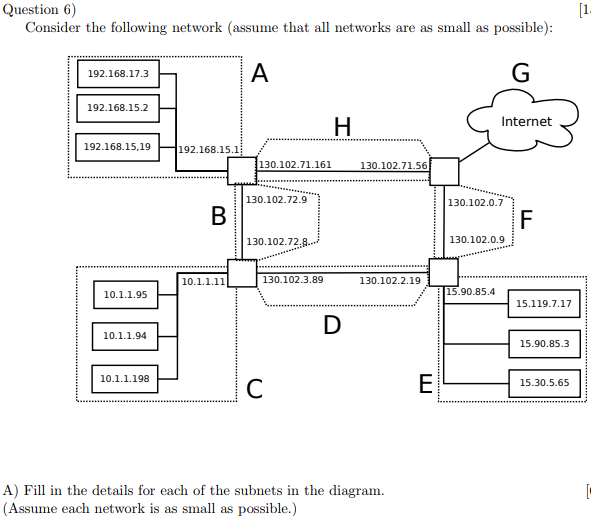 Question 6)
[1
Consider the following network (assume that all networks are as small as possible):
A
G
192.168.17.3
192.168.15.2
Internet
H
192.168.15,19
192.168.15.1
130.102.71.161
130.102.71.56
130.102.72.9
130.102.0.7
B
F
130.102.72.8
130.102.0.9
10.1.1.11
130.102.3.89
130.102.2.19
15.90.85.4
10.1.1.95
15.119.7.17
D
10.1.1.94
15.90.85.3
10.1.1.198
C
E
15.30.5.65
A) Fill in the details for each of the subnets in the diagram.
[
(Assume each network is as small as possible.)